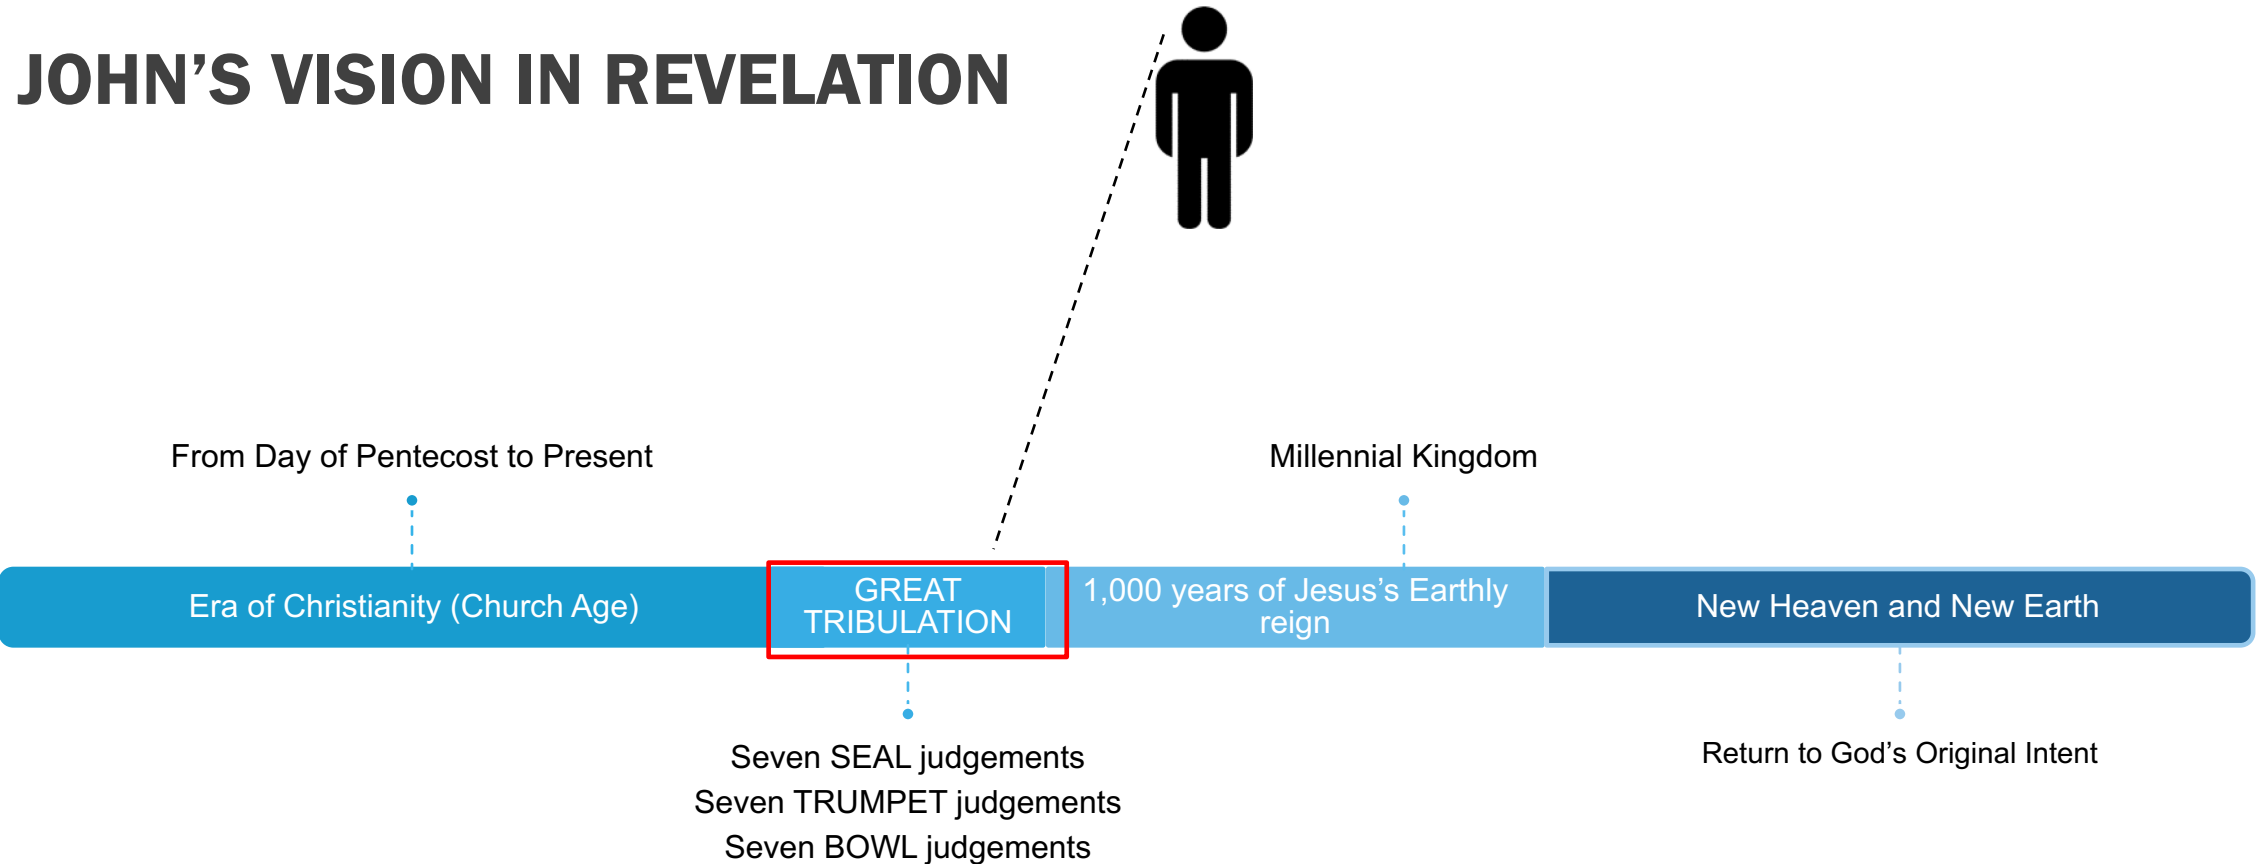 JOHN’S VISION IN REVELATION
From Day of Pentecost to Present
Millennial Kingdom
Era of Christianity (Church Age)
GREAT
TRIBULATION
1,000 years of Jesus’s Earthly
reign
New Heaven and New Earth
Seven SEAL judgements
Seven TRUMPET judgements
Seven BOWL judgements
Return to God’s Original Intent